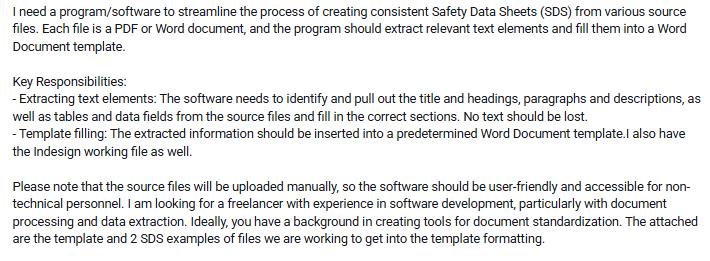 I need a program/software to streamline the process of creating consistent Safety Data Sheets (SDS) from various source
files. Each file is a PDF or Word document, and the program should extract relevant text elements and fill them into a Word
Document template.
Key Responsibilities:
- Extracting text elements: The software needs to identify and pull out the title and headings, paragraphs and descriptions, as
well as tables and data fields from the source files and fill in the correct sections. No text should be lost.
- Template filling: The extracted information should be inserted into a predetermined Word Document template.I also have
the Indesign working file as well.
Please note that the source files will be uploaded manually, so the software should be user-friendly and accessible for non-
technical personnel. I am looking for a freelancer with experience in software development, particularly with document
processing and data extraction. Ideally, you have a background in creating tools for document standardization. The attached
are the template and 2 SDS examples of files we are working to get into the template formatting.